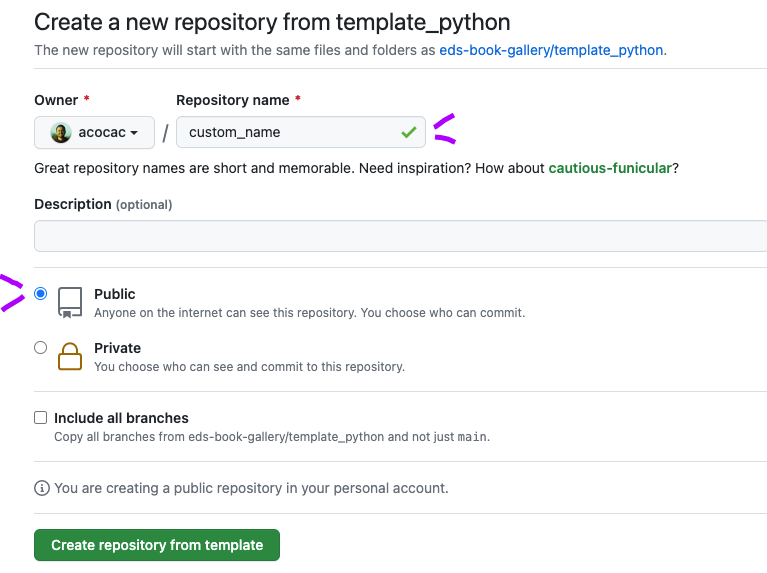 Create a new repository from template_python
The new repository will start with the same files and folders as eds-book-gallery/template_python.
Owner * Repository name *
acocac / custom_name
Great repository names are short and memorable. Need inspiration? How about cautious-funicular?
Description (optional)
Public
Anyone on the internet can see this repository. You choose who can commit.
Private
You choose who can see and commit to this repository.
Include all branches
Copy all branches from eds-book-gallery/template_python and not just main.
You are creating a public repository in your personal account.
Create repository from template